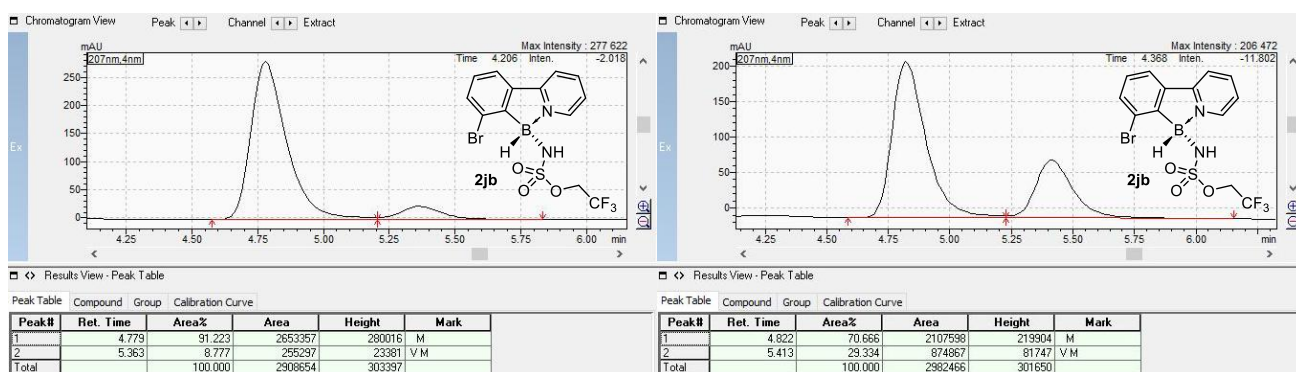 Chromatogram View Peak Channel Extract
mAU
Max Intensity : 277 622
207nm,4nm
Time 4.206 Inten. -2.018
250
200
150
100
50
0
4.25 4.50 4.75 5.00 5.25 5.50 5.75 6.00 min
Ex
Br
N
B
H
NH
O
S
O
O
CF3
2jb
Results View - Peak Table
Peak Table Compound Group Calibration Curve
Peak# Ret. Time Area% Area Height Mark
1 4.779 91.223 2653357 280016 M
2 5.363 8.777 255297 23381 V M
Total 100.000 2908654 303397
Chromatogram View Peak Channel Extract
mAU
Max Intensity : 206 472
207nm,4nm
Time 4.368 Inten. -11.802
200
150
100
50
0
4.25 4.50 4.75 5.00 5.25 5.50 5.75 6.00 min
Ex
Br
N
B
H
NH
O
S
O
O
CF3
2jb
Results View - Peak Table
Peak Table Compound Group Calibration Curve
Peak# Ret. Time Area% Area Height Mark
1 4.822 70.666 2107598 219904 M
2 5.413 29.334 874867 81747 V M
Total 100.000 2982466 301650